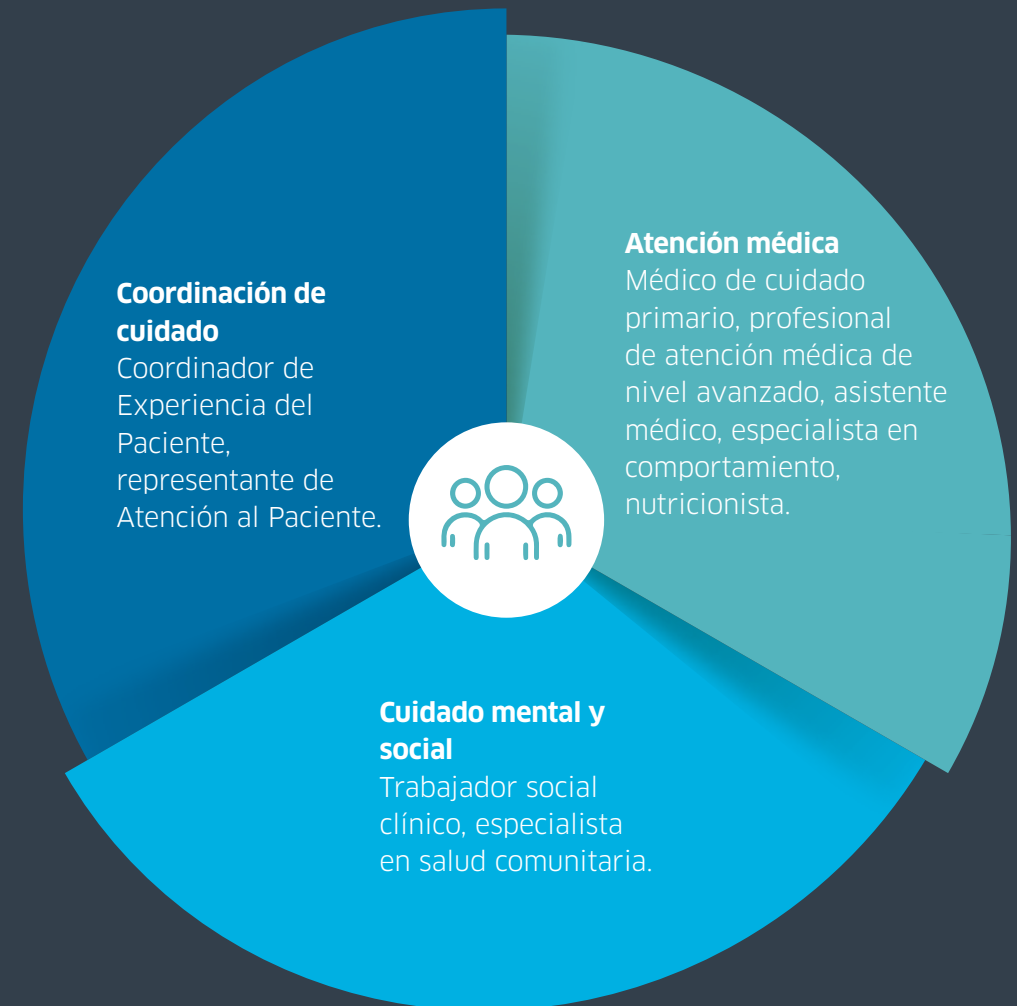 Coordinación de
cuidado
Coordinador de
Experiencia del
Paciente,
representante de
Atención al Paciente.
Atención médica
Médico de cuidado
primario, profesional
de atención médica de
nivel avanzado, asistente
médico, especialista en
comportamiento,
nutricionista.
Cuidado mental y
social
Trabajador social
clínico, especialista
en salud comunitaria.